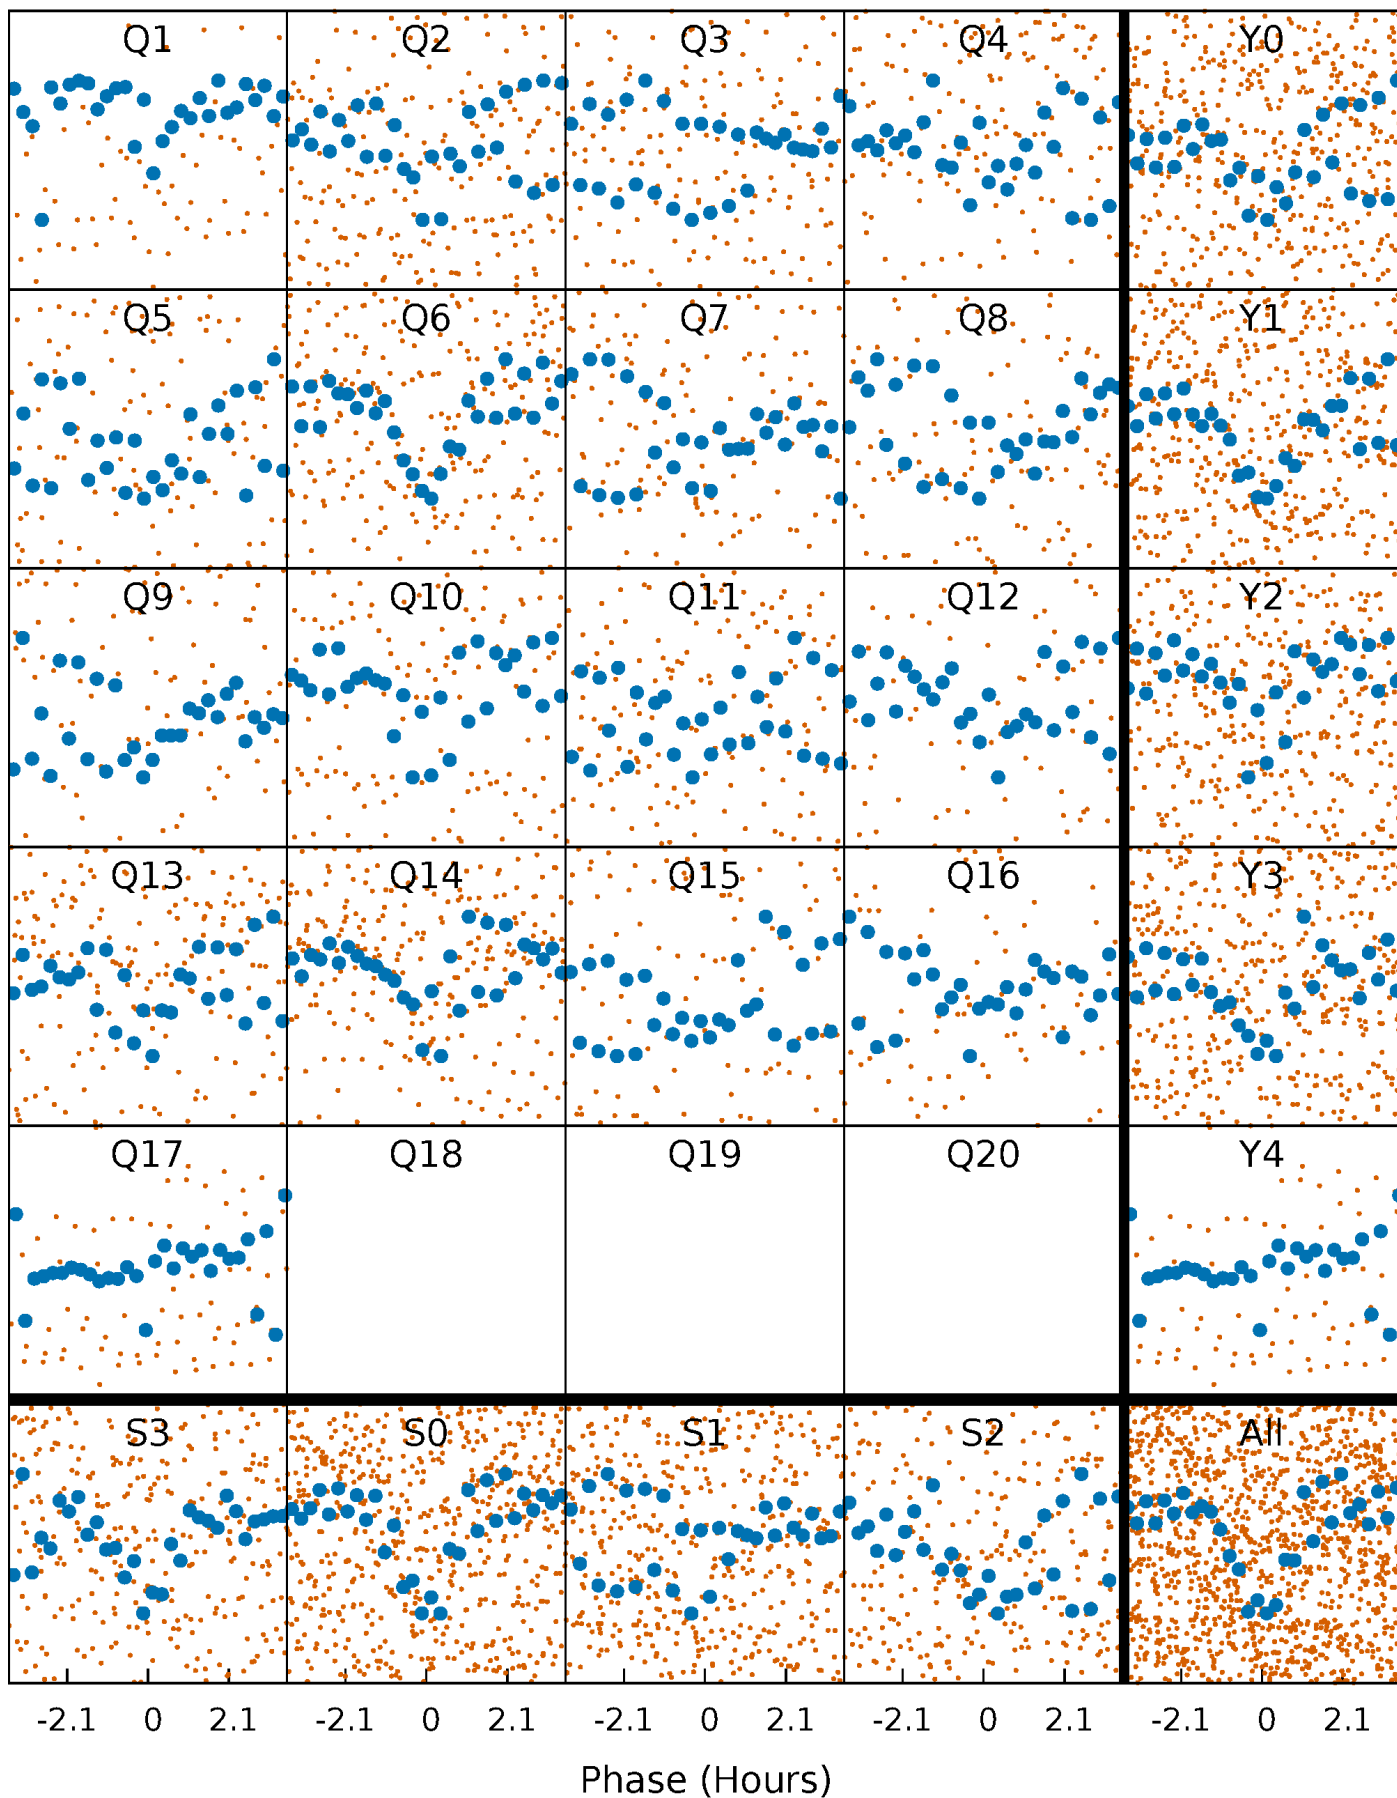 Q1 Q2 Q3 Q4 Y0
Q5 Q6 Q7 Q8 Y1
Q9 Q10 Q11 Q12 Y2
Q13 Q14 Q15 Q16 Y3
Q17 Q18 Q19 Q20 Y4
S3 S0 S1 S2 All
-2.1 0 2.1 -2.1 0 2.1 -2.1 0 2.1 -2.1 0 2.1 -2.1 0 2.1
Phase (Hours)